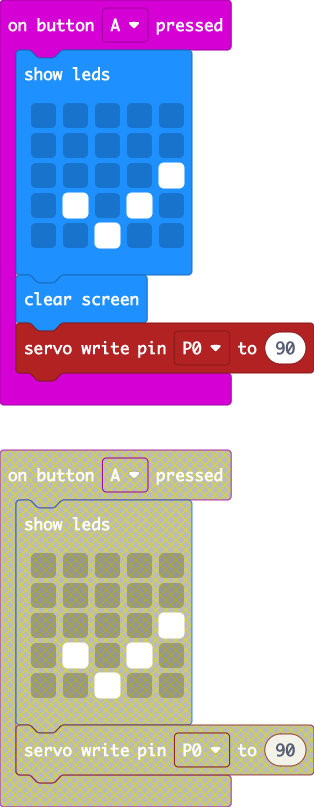 on button A pressed
show leds
clear screen
servo write pin P0 to 90
on button A pressed
show leds
servo write pin P0 to 90